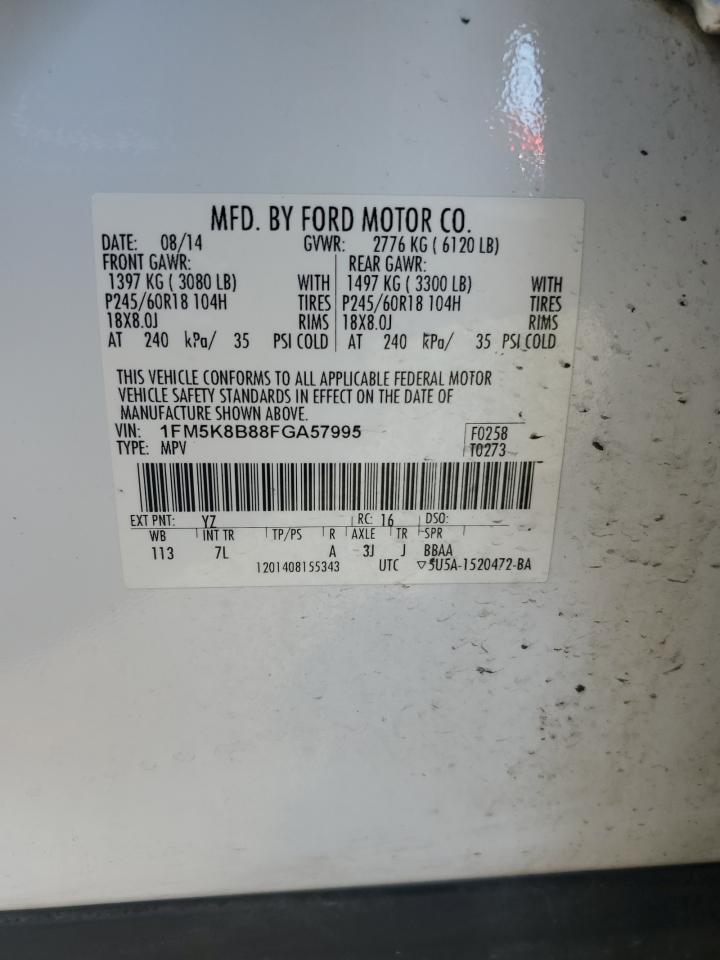 MFD. BY FORD MOTOR CO.
DATE: 08/14 GVWR: 2776 KG ( 6120 LB)
FRONT GAWR: REAR GAWR:
1397 KG ( 3080 LB) WITH 1497 KG ( 3300 LB) WITH
P245/60R18 104H TIRES P245/60R18 104H TIRES
18X8.0J RIMS 18X8.0J RIMS
AT 240 kPa/ 35 PSI COLD AT 240 kPa/ 35 PSI COLD
THIS VEHICLE CONFORMS TO ALL APPLICABLE FEDERAL MOTOR
VEHICLE SAFETY STANDARDS IN EFFECT ON THE DATE OF
MANUFACTURE SHOWN ABOVE.
VIN: 1FM5K8B88FGA57995 F0258
TYPE: MPV T0273
EXT PNT: YZ RC: 16 DSO:
WB INT TR TP/PS R AXLE TR SPR
113 7L A 3J J BBAA
1201408155343 UTC ▽5U5A-1520472-BA